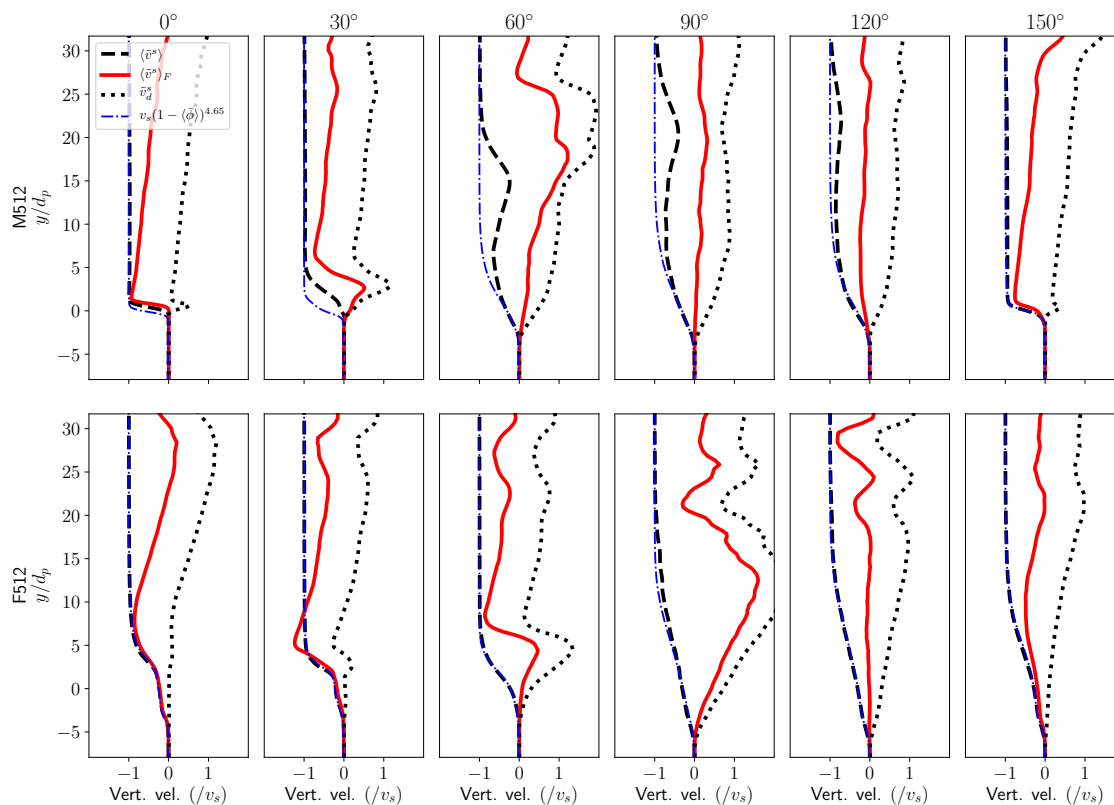 0° 30° 60° 90° 120° 150°
30
25
20
15
10
5
0
−5
M512
y/d_p
⟨ṽ^s⟩
⟨ṽ^s⟩_F
ṽ_d^s
v_s(1 − ⟨ϕ̄⟩)^{4.65}
30
25
20
15
10
5
0
−5
F512
y/d_p
−1 0 1 −1 0 1 −1 0 1 −1 0 1 −1 0 1 −1 0 1
Vert. vel. (/v_s) Vert. vel. (/v_s) Vert. vel. (/v_s) Vert. vel. (/v_s) Vert. vel. (/v_s) Vert. vel. (/v_s)